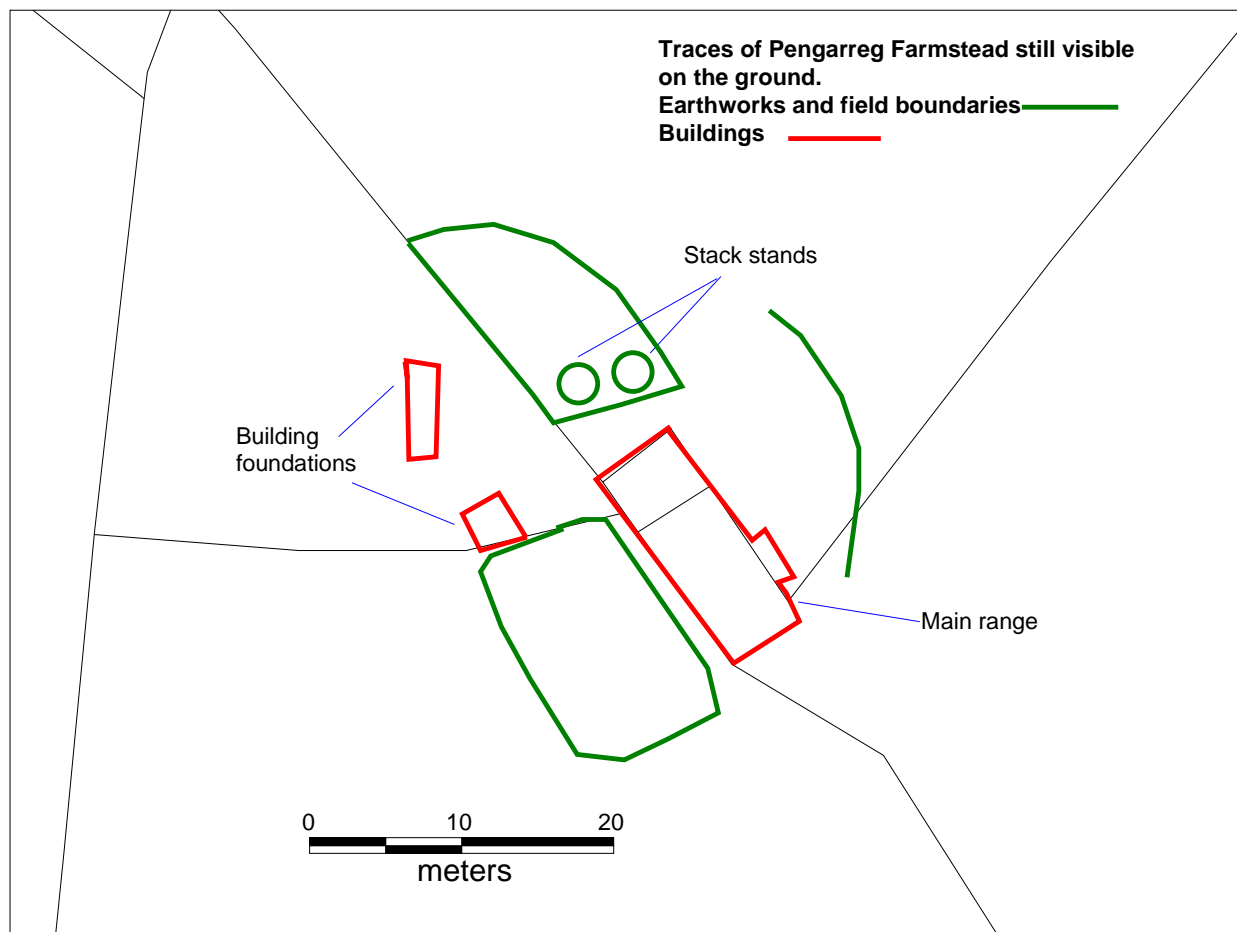 Traces of Pengarreg Farmstead still visible
on the ground.
Earthworks and field boundaries
Buildings
Stack stands
Building
foundations
Main range
0 10 20
meters